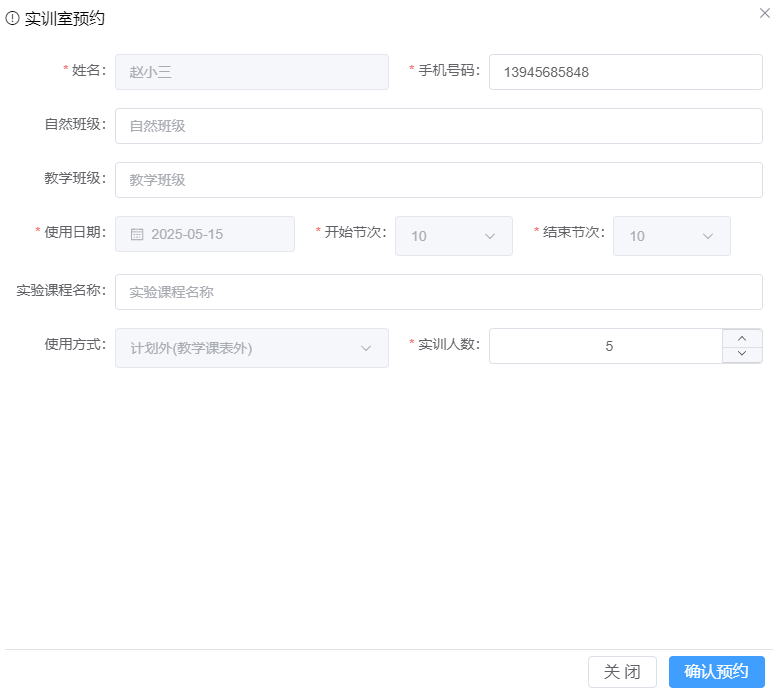 实训室预约
* 姓名: 赵小三 * 手机号码: 13945685848
自然班级: 自然班级
教学班级: 教学班级
* 使用日期: 2025-05-15 * 开始节次: 10 * 结束节次: 10
实验课程名称: 实验课程名称
使用方式: 计划外(教学课表外) * 实训人数: 5
关 闭 确认预约